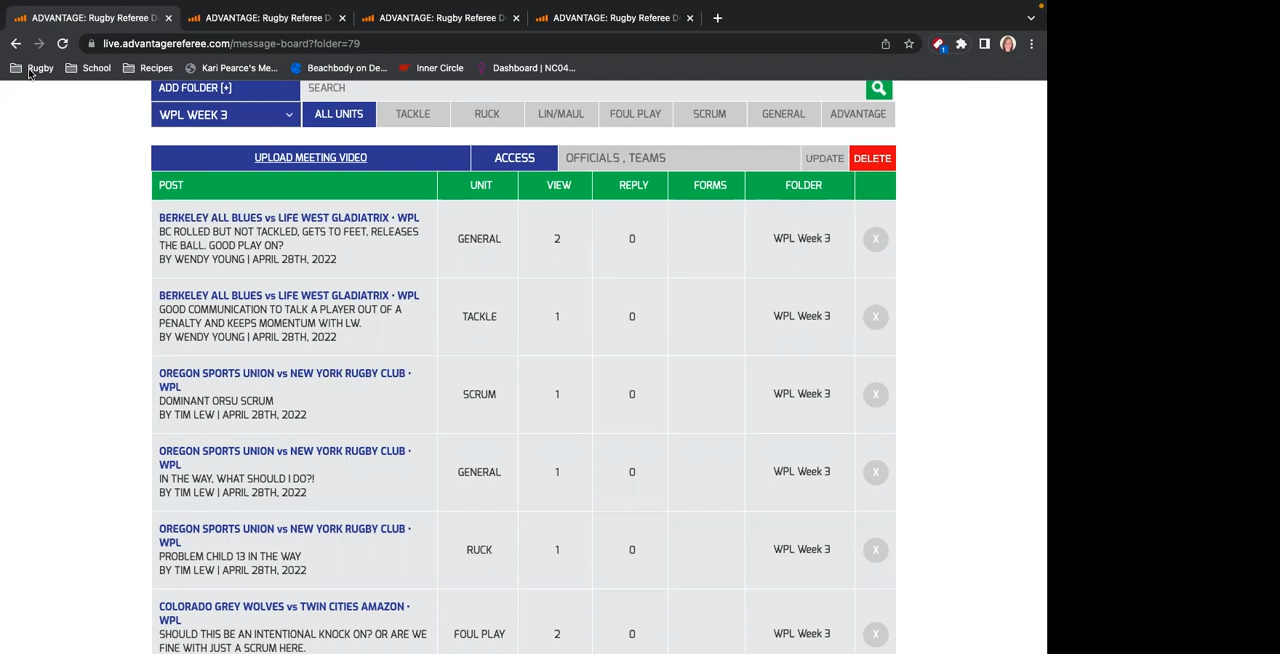 ADVANTAGE: Rugby Referee D ADVANTAGE: Rugby Referee D ADVANTAGE: Rugby Referee D ADVANTAGE: Rugby Referee D
live.advantagereferee.com/message-board?folder=79 1
Rugby School Recipes Kari Pearce's Me... Beachbody on De... Inner Circle Dashboard | NC04...
ADD FOLDER [+] SEARCH
WPL WEEK 3 ALL UNITS TACKLE RUCK LIN/MAUL FOUL PLAY SCRUM GENERAL ADVANTAGE
UPLOAD MEETING VIDEO ACCESS OFFICIALS , TEAMS UPDATE DELETE
POST UNIT VIEW REPLY FORMS FOLDER
BERKELEY ALL BLUES vs LIFE WEST GLADIATRIX • WPL
BC ROLLED BUT NOT TACKLED, GETS TO FEET, RELEASES
THE BALL. GOOD PLAY ON?
BY WENDY YOUNG | APRIL 28TH, 2022
GENERAL 2 0 WPL Week 3 X
BERKELEY ALL BLUES vs LIFE WEST GLADIATRIX • WPL
GOOD COMMUNICATION TO TALK A PLAYER OUT OF A
PENALTY AND KEEPS MOMENTUM WITH LW.
BY WENDY YOUNG | APRIL 28TH, 2022
TACKLE 1 0 WPL Week 3 X
OREGON SPORTS UNION vs NEW YORK RUGBY CLUB •
WPL
DOMINANT ORSU SCRUM
BY TIM LEW | APRIL 28TH, 2022
SCRUM 1 0 WPL Week 3 X
OREGON SPORTS UNION vs NEW YORK RUGBY CLUB •
WPL
IN THE WAY, WHAT SHOULD I DO?!
BY TIM LEW | APRIL 28TH, 2022
GENERAL 1 0 WPL Week 3 X
OREGON SPORTS UNION vs NEW YORK RUGBY CLUB •
WPL
PROBLEM CHILD 13 IN THE WAY
BY TIM LEW | APRIL 28TH, 2022
RUCK 1 0 WPL Week 3 X
COLORADO GREY WOLVES vs TWIN CITIES AMAZON •
WPL
SHOULD THIS BE AN INTENTIONAL KNOCK ON? OR ARE WE
FINE WITH JUST A SCRUM HERE.
FOUL PLAY 2 0 WPL Week 3 X